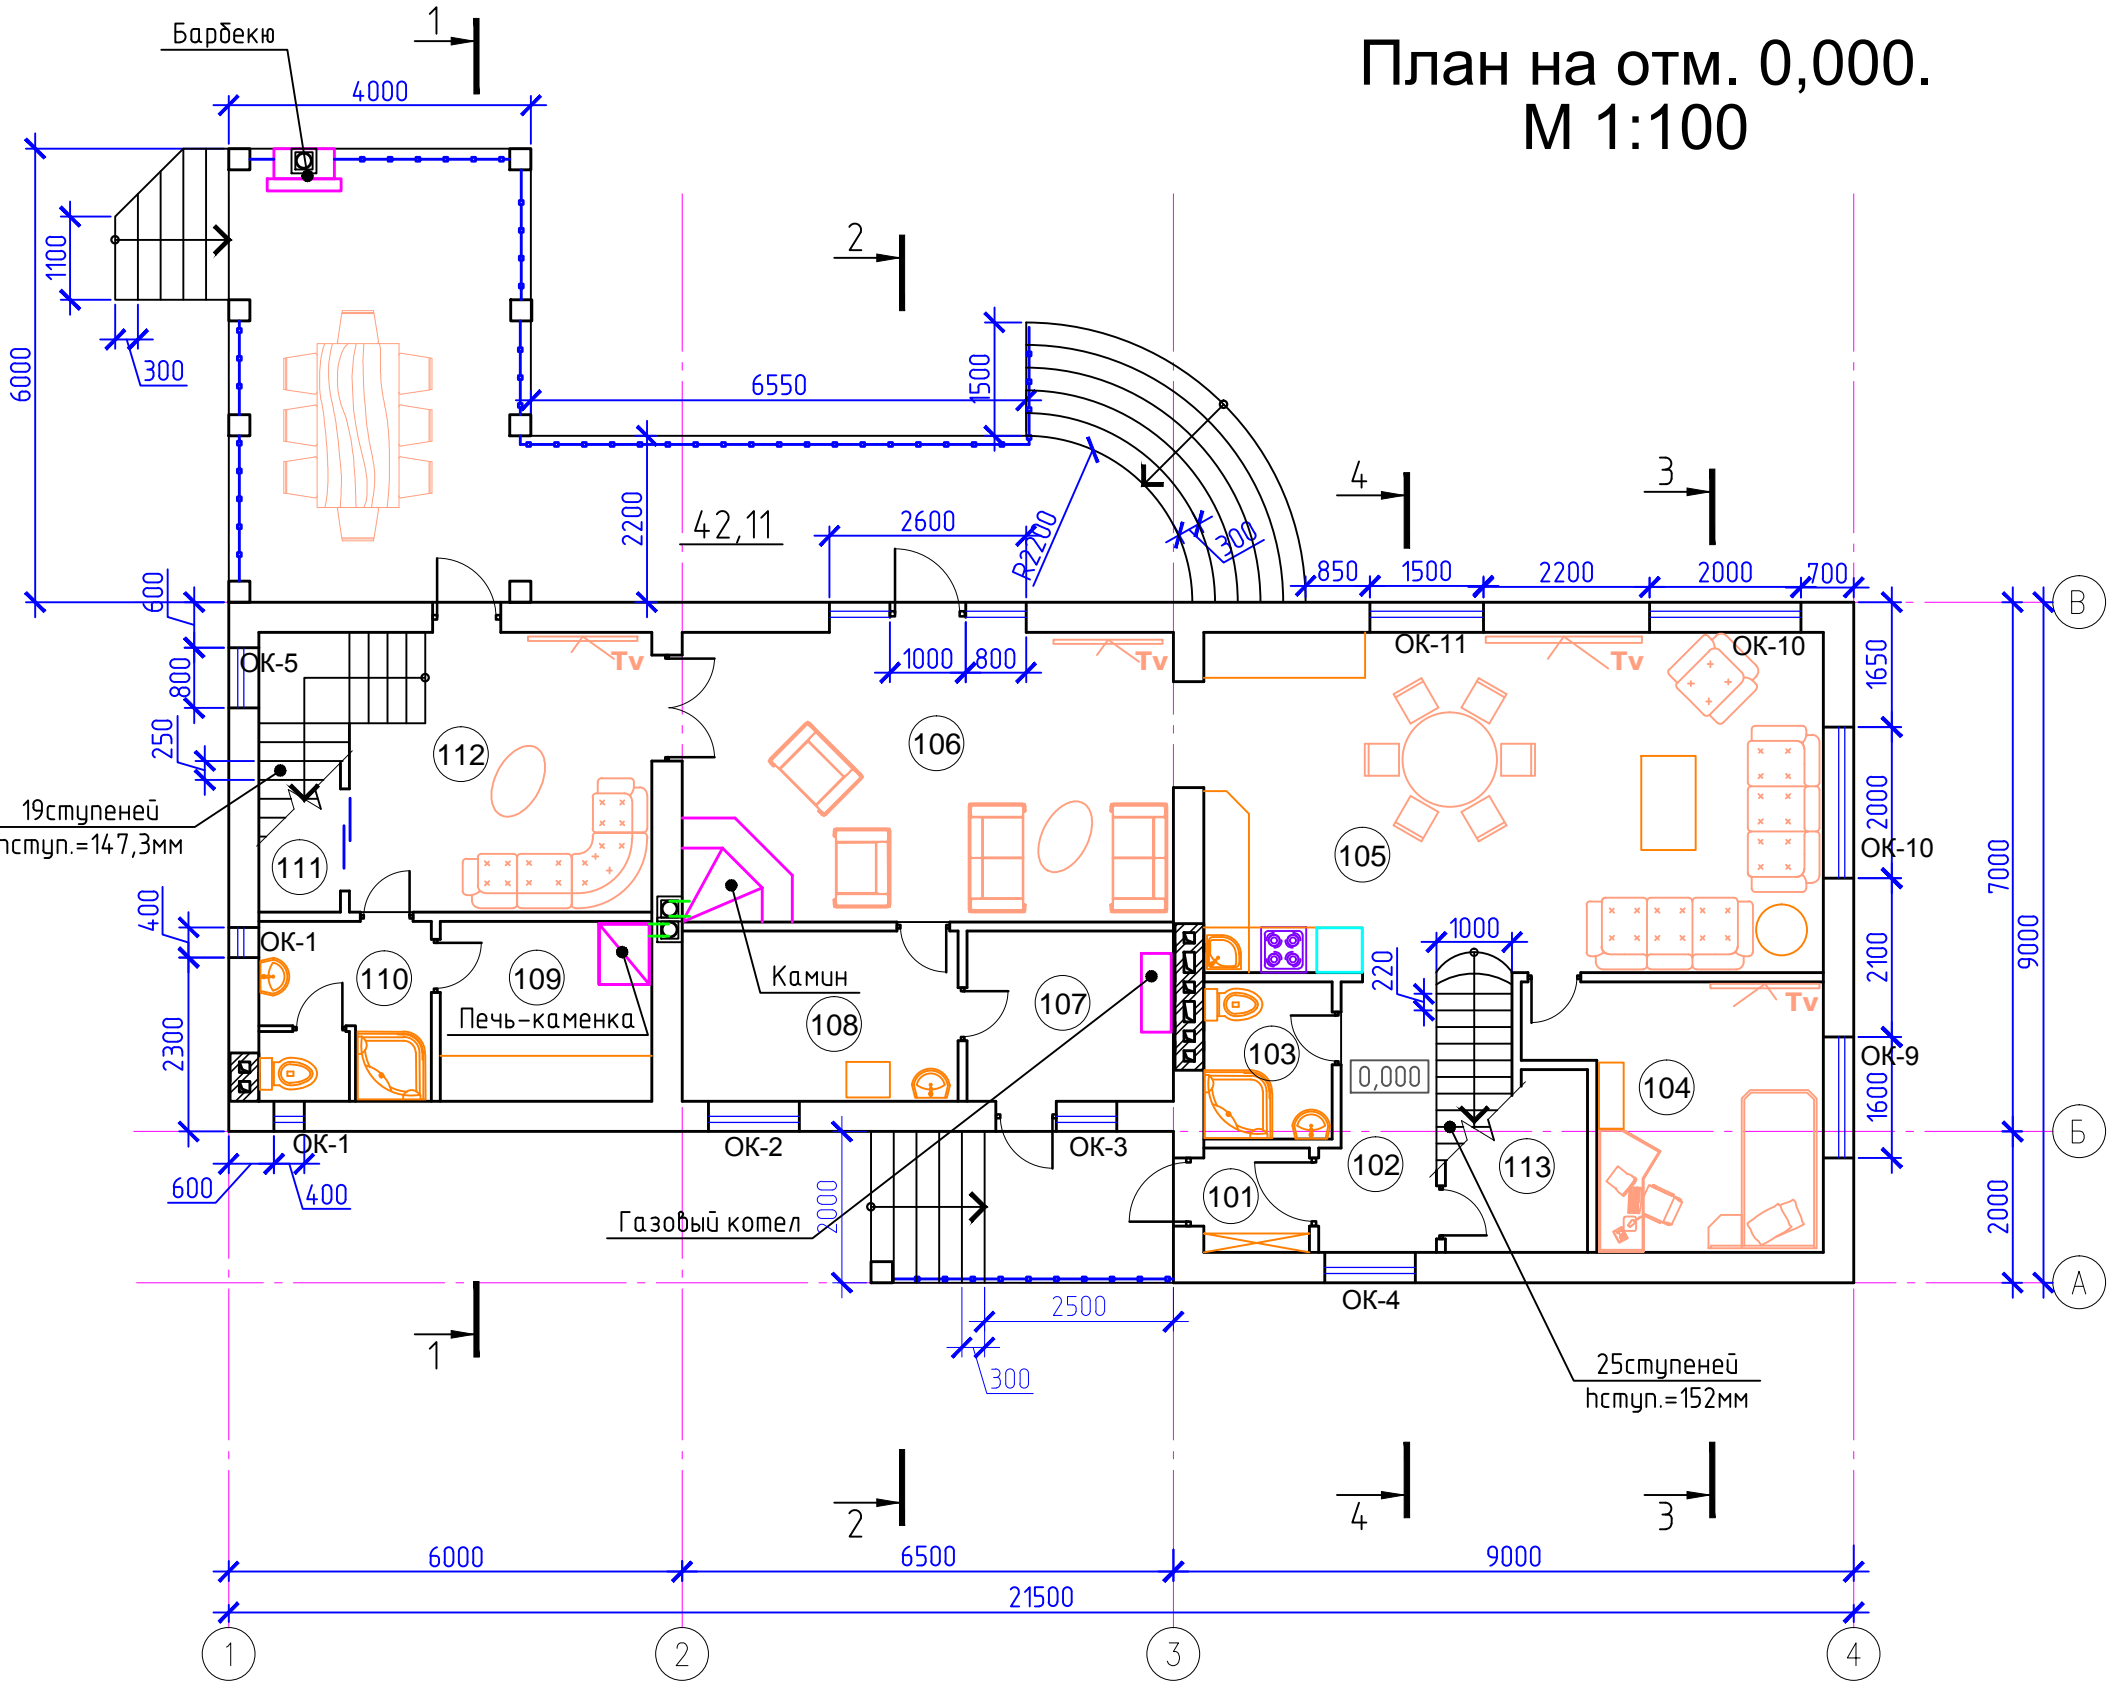 План на отм. 0,000.
М 1:100
Барбекю
1
4000
2
1100
6000
300
6550
1500
4
3
2200
42,11
2600
R2200
300
850
1500
2200
2000
700
600
В
ОК-5
Tv
1000
800
Tv
ОК-11
Tv
ОК-10
1650
800
250
112
106
19ступеней
hступ.=147,3мм
105
2000
ОК-10
7000
111
400
ОК-1
1000
9000
220
2100
110
109
Камин
107
Печь-каменка
108
Tv
2300
103
0,000
104
ОК-9
1600
ОК-1
ОК-2
ОК-3
Б
102
113
600
400
2000
101
Газовый котел
2000
А
2500
ОК-4
1
300
25ступеней
hступ.=152мм
2
4
3
6000
6500
9000
21500
1
2
3
4